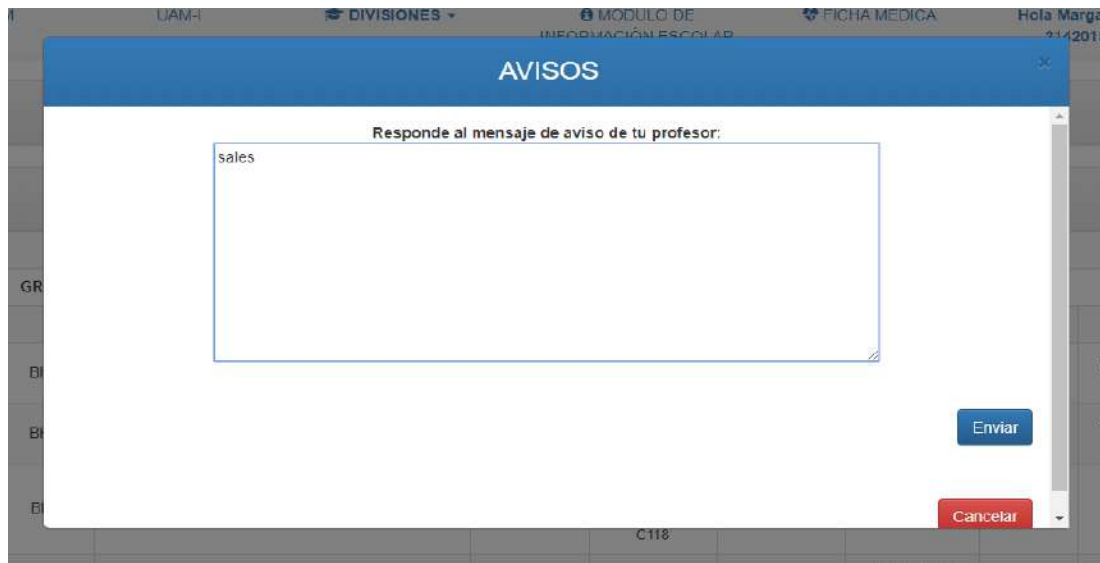 UAM-I DIVISIONES MODULO DE FICHA MEDICA Hola Marga
INFORMACIÓN ESCOLAR
AVISOS
×
Responde al mensaje de aviso de tu profesor:
sales
GR
BH
Enviar
Cancelar
C118